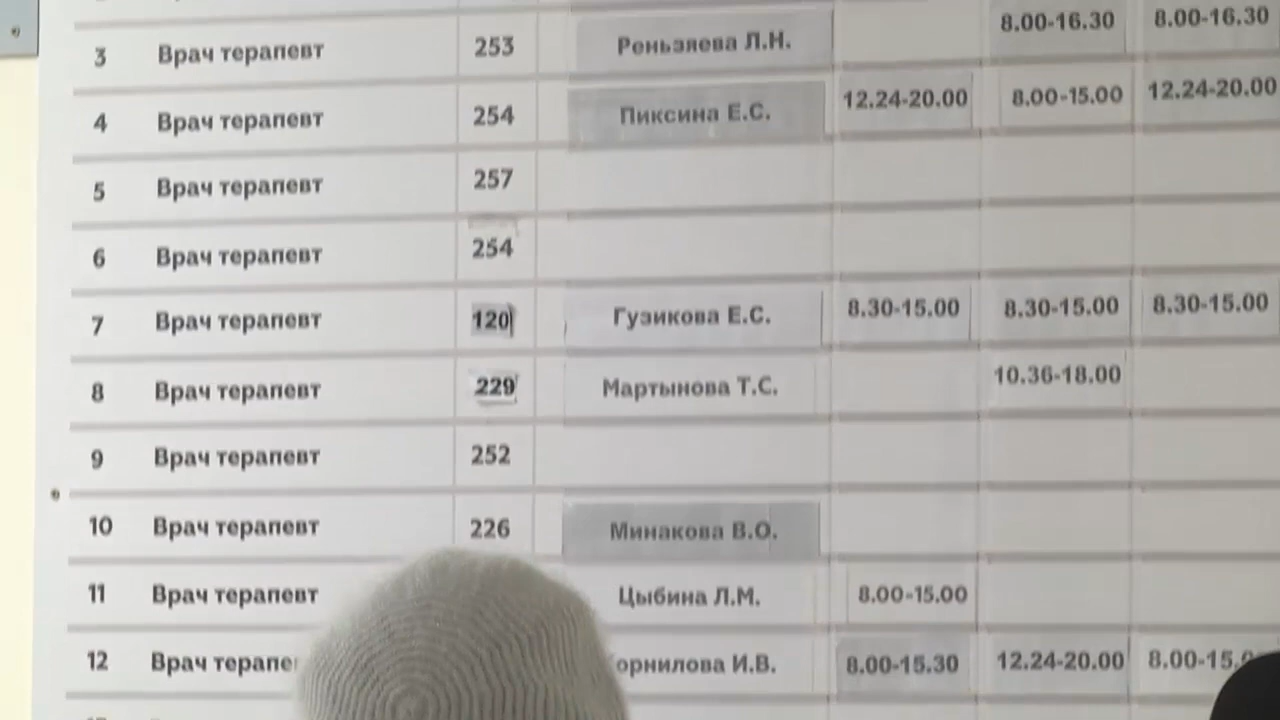 3 Врач терапевт 253 Реньзяева Л.Н. 8.00-16.30 8.00-16.30
4 Врач терапевт 254 Пиксина Е.С. 12.24-20.00 8.00-15.00 12.24-20.00
5 Врач терапевт 257
6 Врач терапевт 254
7 Врач терапевт 120 Гузикова Е.С. 8.30-15.00 8.30-15.00 8.30-15.00
8 Врач терапевт 229 Мартынова Т.С. 10.36-18.00
9 Врач терапевт 252
10 Врач терапевт 226 Минакова В.О.
11 Врач терапевт Цыбина Л.М. 8.00-15.00
12 Врач терапе орнилова И.В. 8.00-15.30 12.24-20.00 8.00-15.